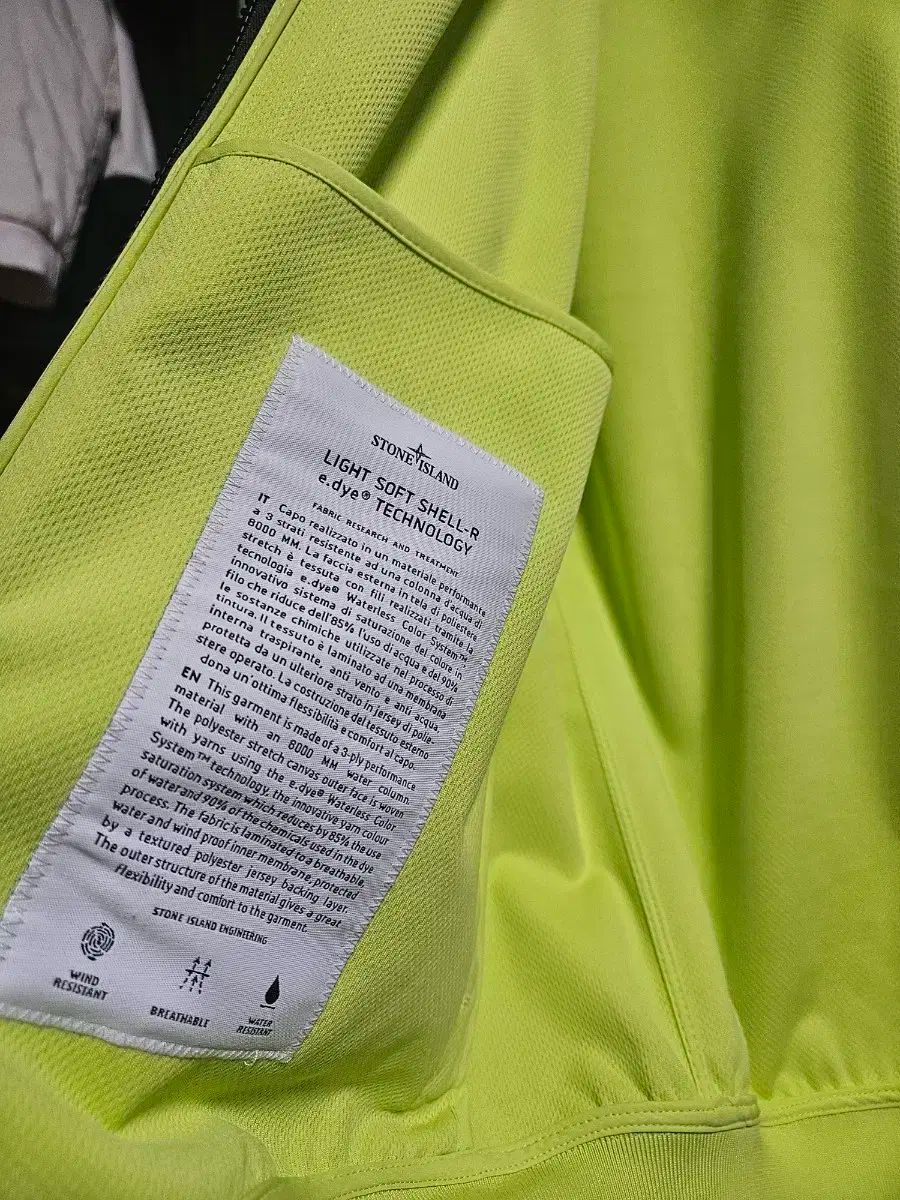 STONE ISLAND
LIGHT SOFT SHELL-R
e.dye® TECHNOLOGY
FABRIC RESEARCH AND TREATMENT
IT Capo realizzato in un materiale performante
a 3 strati resistente ad una colonna d'acqua di
8000 MM. La faccia esterna in tela di poliestere
stretch è tessuta con fili realizzati tramite la
tecnologia e.dye® Waterless Color System™
innovativo sistema di saturazione del colore in
filo che riduce dell'85% l'uso di acqua e del 90%
le sostanze chimiche utilizzate nel processo di
tintura. Il tessuto è laminato ad una membrana
interna traspirante, anti vento e anti acqua,
protetta da un ulteriore strato in jersey di polie-
stere operato. La costruzione del tessuto esterno
dona un'ottima flessibilità e comfort al capo.
EN This garment is made of a 3-ply performance
material with an 8000 MM water column
The polyester stretch canvas outer face is woven
with yarns using the e.dye® Waterless Color
System™ technology, the innovative yarn colour
saturation system which reduces by 85% the use
of water and 90% of the chemicals used in the dye
process. The fabric is laminated to a breathable,
water and wind proof inner membrane, protected
by a textured polyester jersey backing layer.
The outer structure of the material gives a great
flexibility and comfort to the garment.
STONE ISLAND ENGINEERING
WIND
RESISTANT
BREATHABLE
WATER
RESISTANT